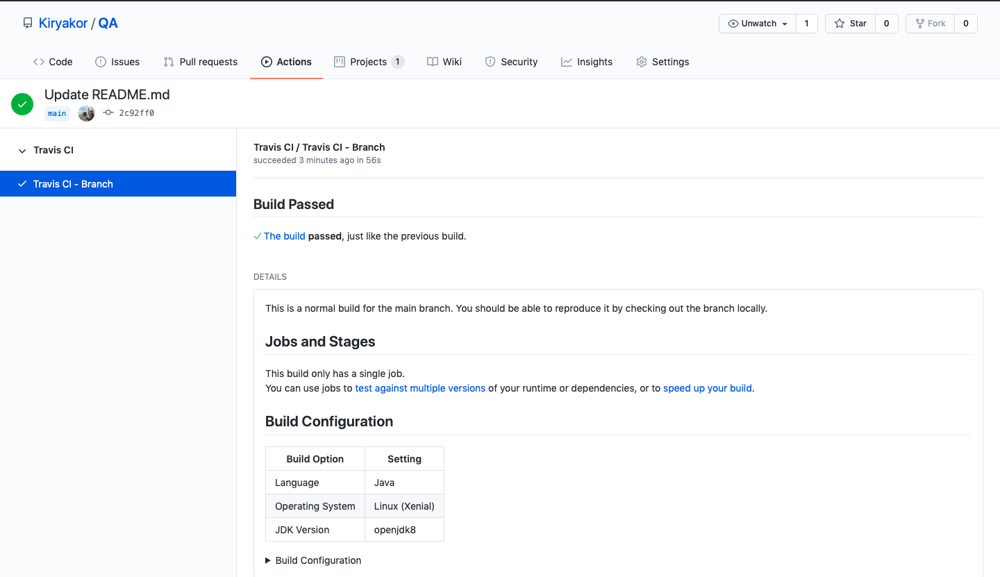 Kiryakor / QA
Unwatch 1 Star 0 Fork 0
Code Issues Pull requests Actions Projects 1 Wiki Security Insights Settings
Update README.md
main 2c92ff0
Travis CI
Travis CI - Branch
Travis CI / Travis CI - Branch
succeeded 3 minutes ago in 56s
Build Passed
The build passed, just like the previous build.
DETAILS
This is a normal build for the main branch. You should be able to reproduce it by checking out the branch locally.
Jobs and Stages
This build only has a single job.
You can use jobs to test against multiple versions of your runtime or dependencies, or to speed up your build.
Build Configuration
Build Option Setting
Language Java
Operating System Linux (Xenial)
JDK Version openjdk8
Build Configuration